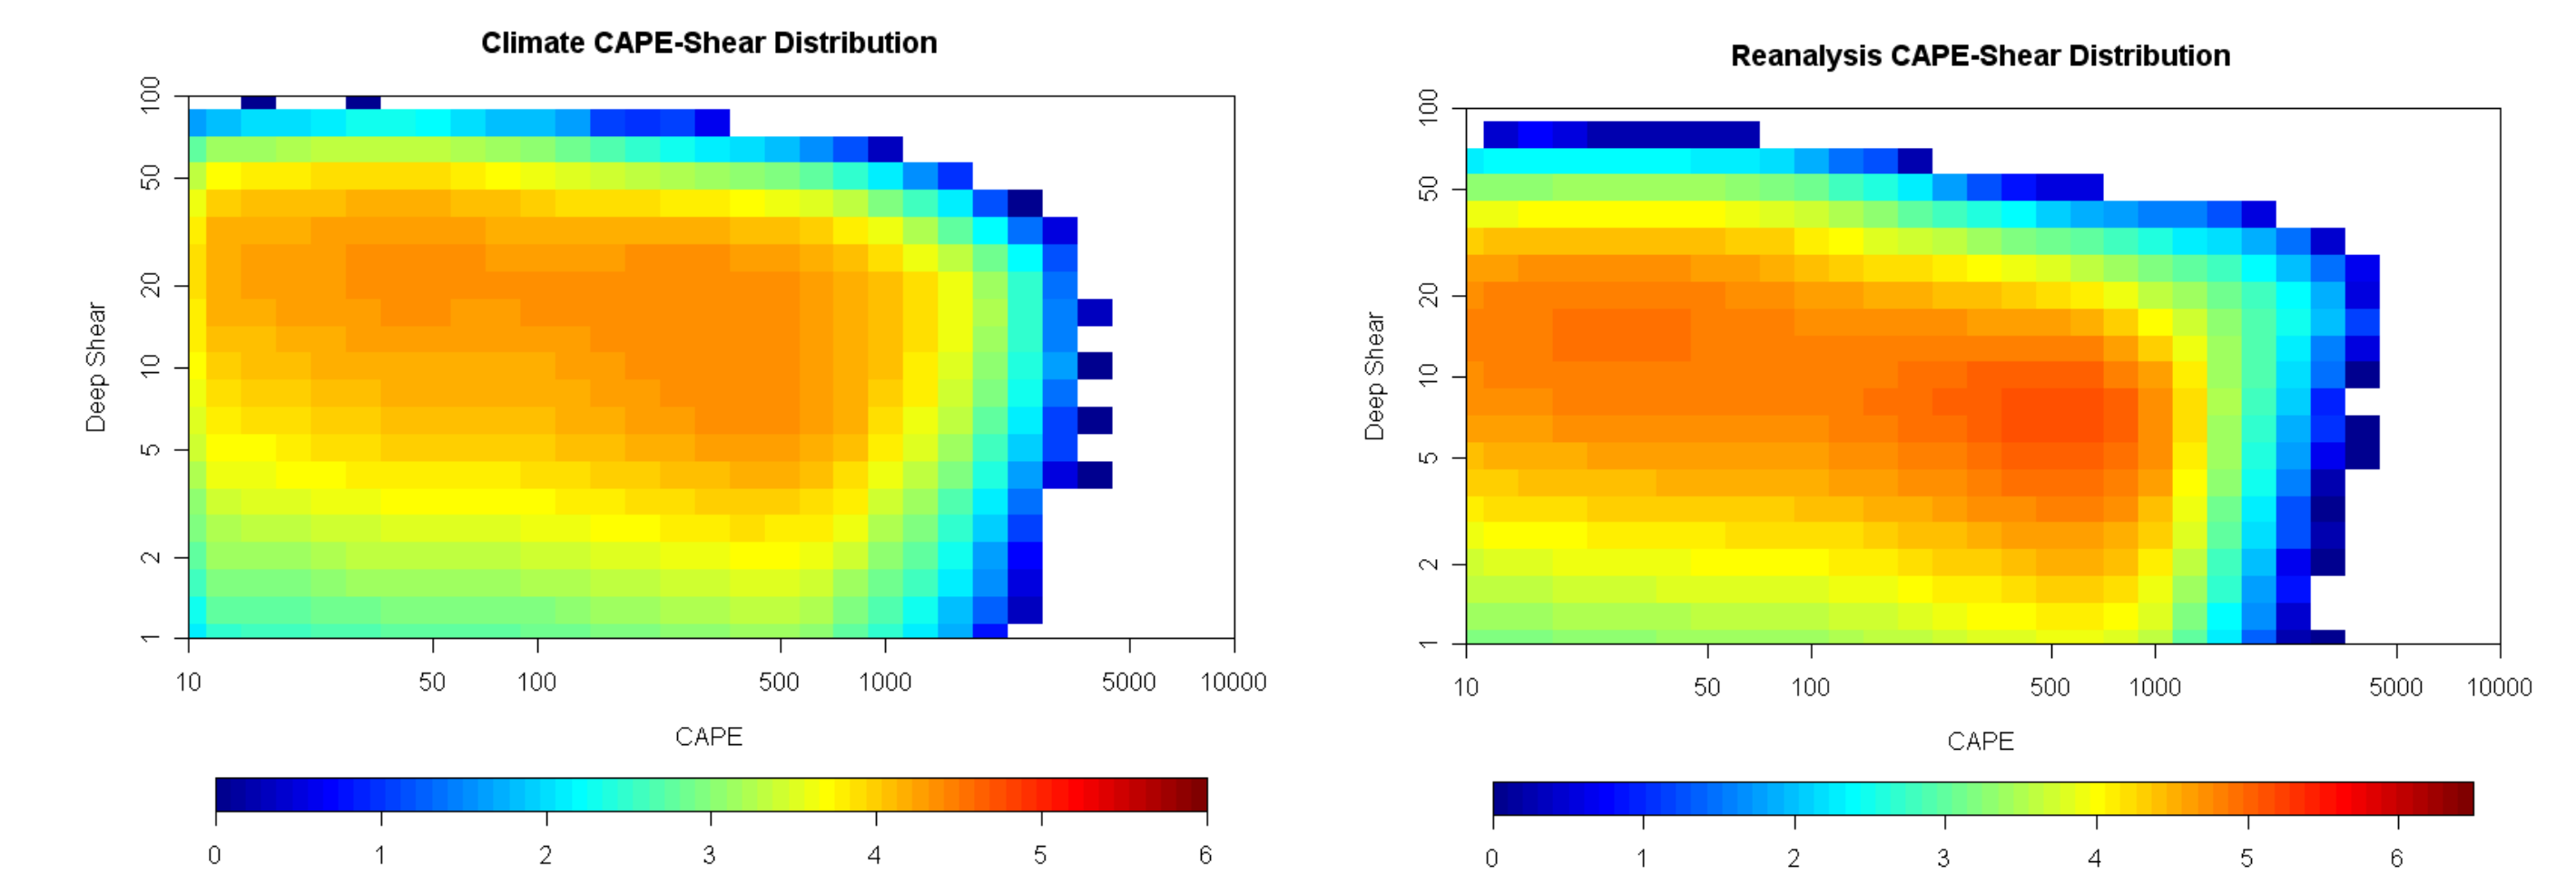 Climate CAPE-Shear Distribution
Deep Shear
100
50
20
10
5
2
1
10 50 100 500 1000 5000 10000
CAPE
0 1 2 3 4 5 6
Reanalysis CAPE-Shear Distribution
Deep Shear
100
50
20
10
5
2
1
10 50 100 500 1000 5000 10000
CAPE
0 1 2 3 4 5 6